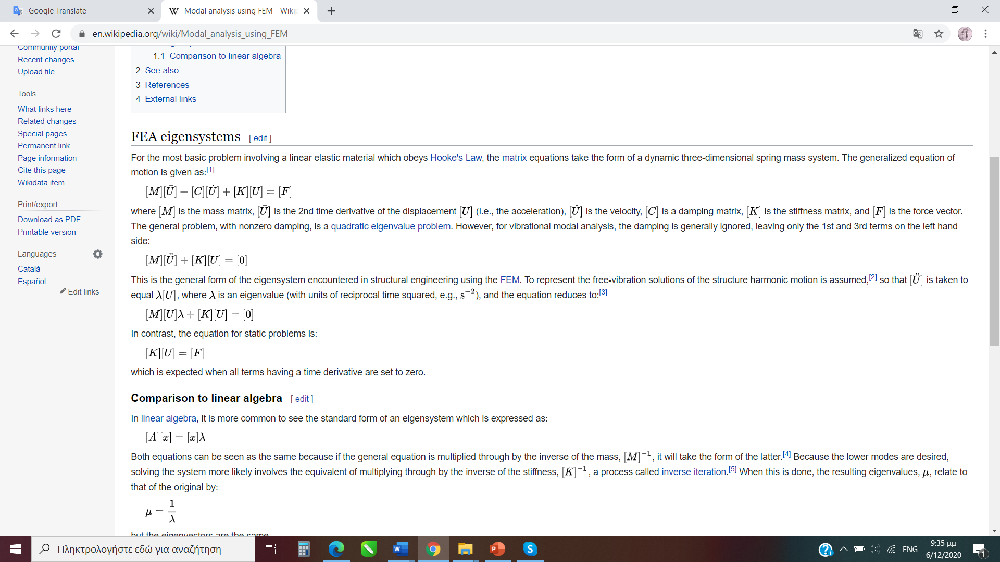 Google Translate
Modal analysis using FEM - Wikip
en.wikipedia.org/wiki/Modal_analysis_using_FEM
Community portal
Recent changes
Upload file
Tools
What links here
Related changes
Special pages
Permanent link
Page information
Cite this page
Wikidata item
Print/export
Download as PDF
Printable version
Languages
Català
Español
Edit links
1.1 Comparison to linear algebra
2 See also
3 References
4 External links
FEA eigensystems [ edit ]
For the most basic problem involving a linear elastic material which obeys Hooke's Law, the matrix equations take the form of a dynamic three-dimensional spring mass system. The generalized equation of
motion is given as:[1]
[M][Ü] + [C][U̇] + [K][U] = [F]
where [M] is the mass matrix, [Ü] is the 2nd time derivative of the displacement [U] (i.e., the acceleration), [U̇] is the velocity, [C] is a damping matrix, [K] is the stiffness matrix, and [F] is the force vector.
The general problem, with nonzero damping, is a quadratic eigenvalue problem. However, for vibrational modal analysis, the damping is generally ignored, leaving only the 1st and 3rd terms on the left hand
side:
[M][Ü] + [K][U] = [0]
This is the general form of the eigensystem encountered in structural engineering using the FEM. To represent the free-vibration solutions of the structure harmonic motion is assumed,[2] so that [Ü] is taken to
equal λ[U], where λ is an eigenvalue (with units of reciprocal time squared, e.g., s⁻²), and the equation reduces to:[3]
[M][U]λ + [K][U] = [0]
In contrast, the equation for static problems is:
[K][U] = [F]
which is expected when all terms having a time derivative are set to zero.
Comparison to linear algebra [ edit ]
In linear algebra, it is more common to see the standard form of an eigensystem which is expressed as:
[A][x] = [x]λ
Both equations can be seen as the same because if the general equation is multiplied through by the inverse of the mass, [M]⁻¹, it will take the form of the latter.[4] Because the lower modes are desired,
solving the system more likely involves the equivalent of multiplying through by the inverse of the stiffness, [K]⁻¹, a process called inverse iteration.[5] When this is done, the resulting eigenvalues, μ, relate to
that of the original by:
μ = 1/λ
but the eigenvectors are the same.
Πληκτρολογήστε εδώ για αναζήτηση
ENG
9:35 μμ
6/12/2020
1